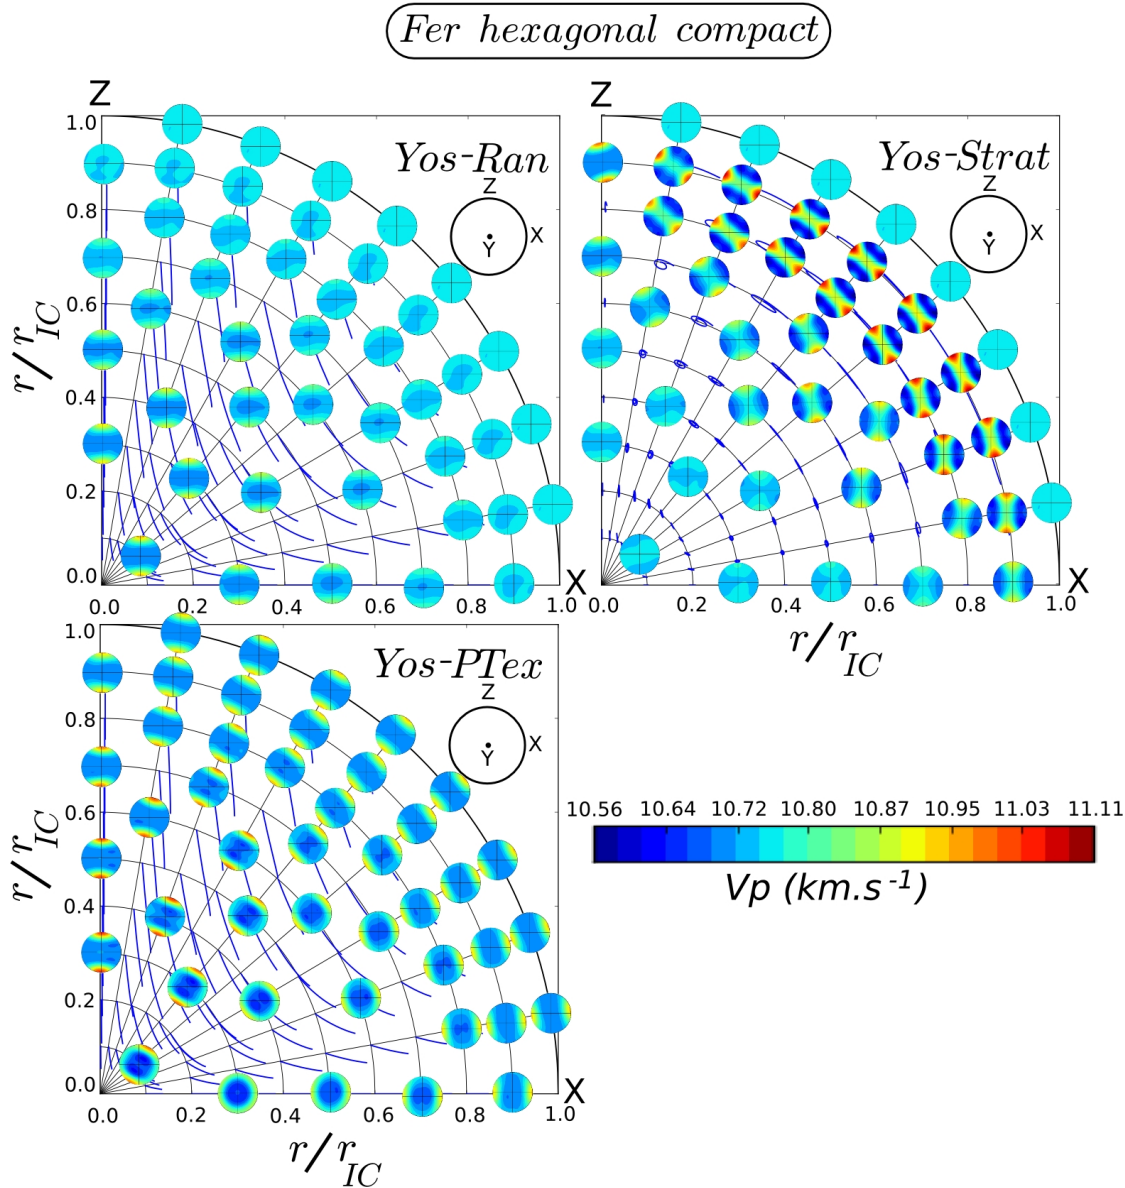 Fer hexagonal compact
Z
1.0
0.8
0.6
0.4
0.2
0.0
r/r_IC
Yos-Ran
Z
X
Y
0.0 0.2 0.4 0.6 0.8 1.0
X
Z
Yos-Strat
Z
X
Y
0.0 0.2 0.4 0.6 0.8 1.0
X
r/r_IC
1.0
0.8
0.6
0.4
0.2
0.0
r/r_IC
Yos-PTex
Z
X
Y
0.0 0.2 0.4 0.6 0.8 1.0
X
r/r_IC
10.56 10.64 10.72 10.80 10.87 10.95 11.03 11.11
Vp (km.s⁻¹)